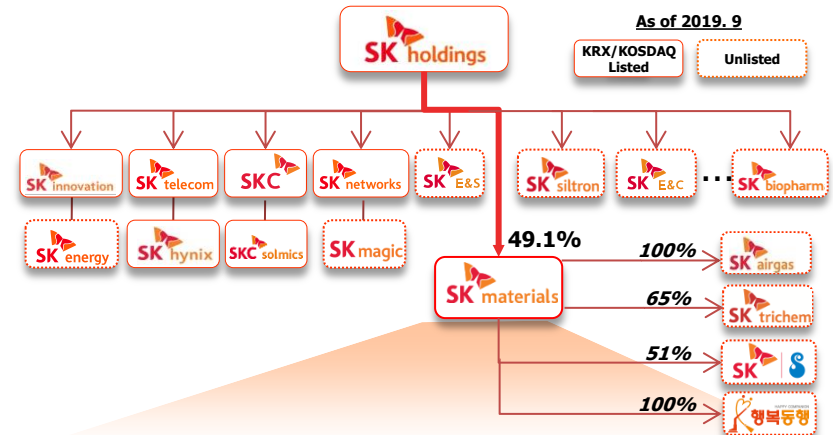 As of 2019. 9
SK holdings
KRX/KOSDAQ
Listed
Unlisted
SK innovation
SK telecom
SKC
SK networks
SK E&S
SK siltron
SK E&C
...
SK biopharm
SK energy
SK hynix
SKC solmics
SK magic
49.1%
SK materials
100%
SK airgas
65%
SK trichem
51%
SK
100%
행복동행